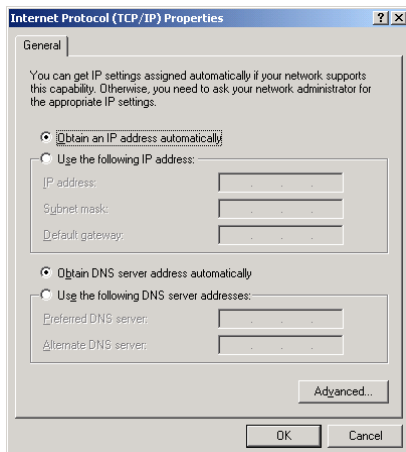 Internet Protocol (TCP/IP) Properties
? X
General
You can get IP settings assigned automatically if your network supports
this capability. Otherwise, you need to ask your network administrator for
the appropriate IP settings.
Obtain an IP address automatically
Use the following IP address:
IP address:
Subnet mask:
Default gateway:
Obtain DNS server address automatically
Use the following DNS server addresses:
Preferred DNS server:
Alternate DNS server:
Advanced...
OK Cancel